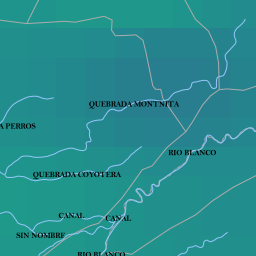 QUEBRADA MONTNITA
A PERROS
RIO BLANCO
QUEBRADA COYOTERA
CANAL
CANAL
SIN NOMBRE
RIO BLANCO